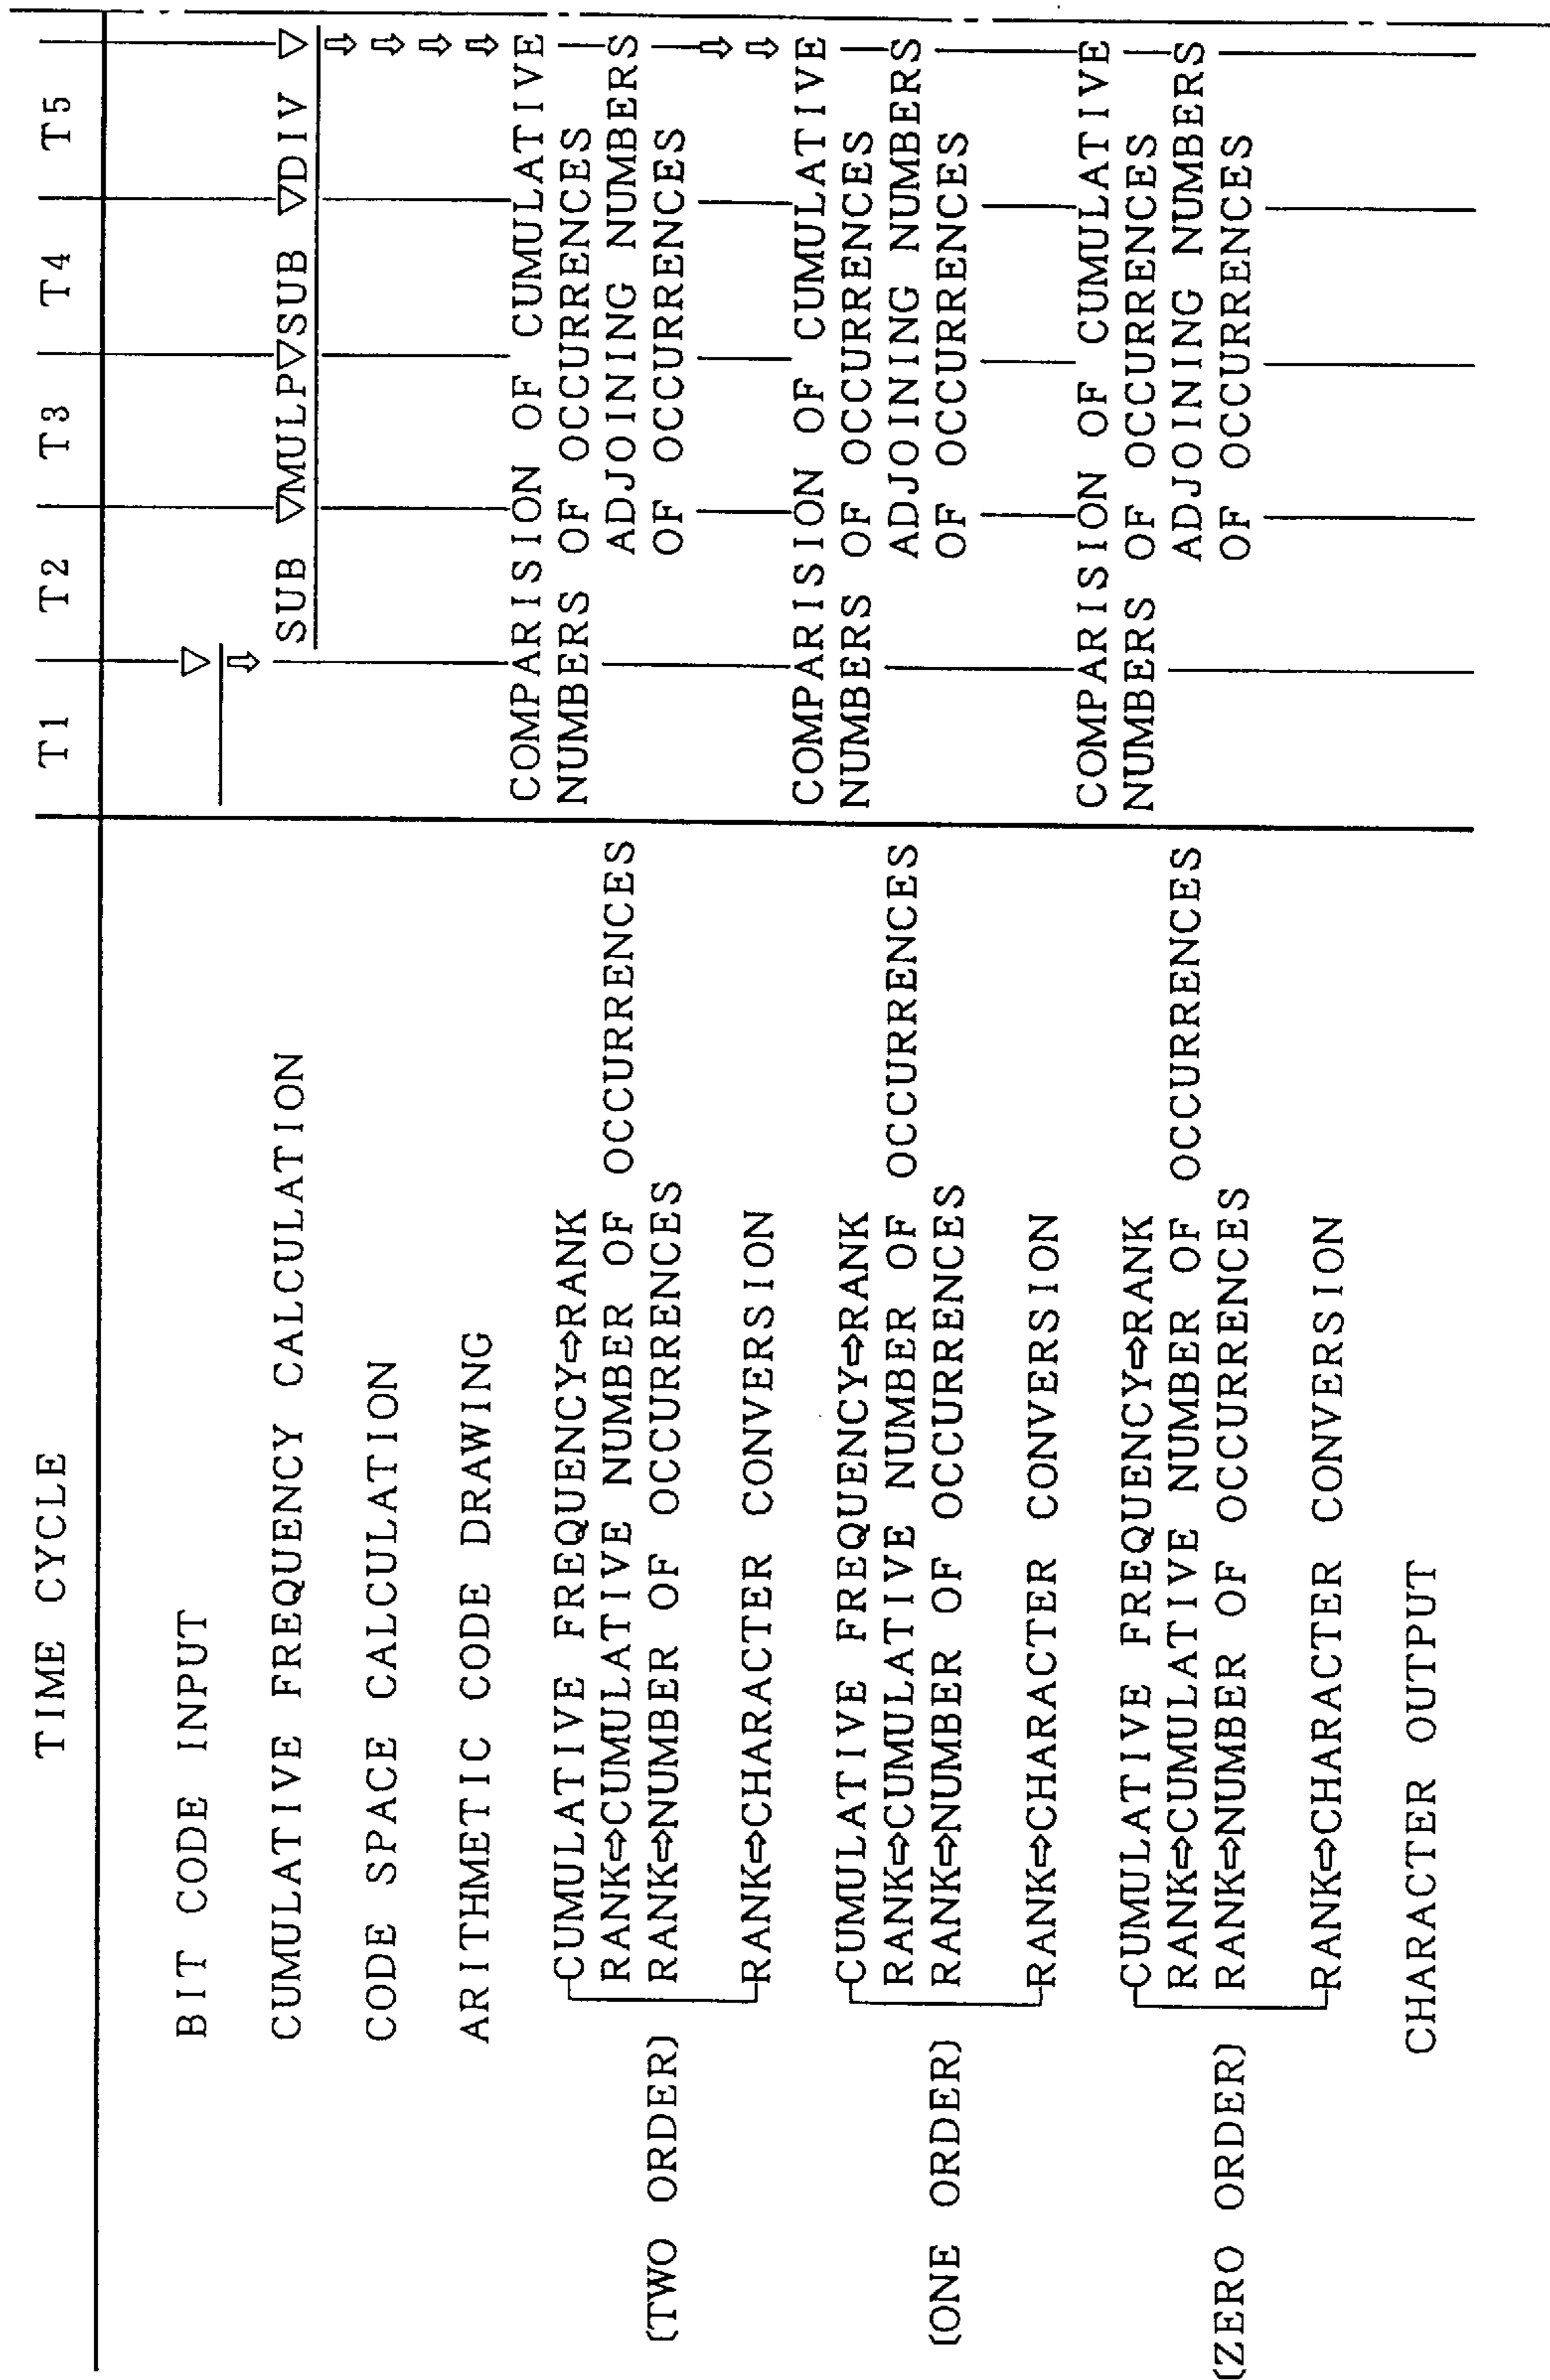 TIME CYCLE T1 T2 T3 T4 T5
BIT CODE INPUT
CUMULATIVE FREQUENCY CALCULATION SUB ▽MULP▽SUB ▽DIV ▽
CODE SPACE CALCULATION
ARITHMETIC CODE DRAWING
COMPARISION OF CUMULATIVE
CUMULATIVE FREQUENCY⇨RANK NUMBERS OF OCCURRENCES
RANK⇨CUMULATIVE NUMBER OF OCCURRENCES ADJOINING NUMBERS
(TWO ORDER) RANK⇨NUMBER OF OCCURRENCES OF OCCURRENCES
RANK⇨CHARACTER CONVERSION
COMPARISION OF CUMULATIVE
CUMULATIVE FREQUENCY⇨RANK NUMBERS OF OCCURRENCES
RANK⇨CUMULATIVE NUMBER OF OCCURRENCES ADJOINING NUMBERS
(ONE ORDER) RANK⇨NUMBER OF OCCURRENCES OF OCCURRENCES
RANK⇨CHARACTER CONVERSION
COMPARISION OF CUMULATIVE
CUMULATIVE FREQUENCY⇨RANK NUMBERS OF OCCURRENCES
RANK⇨CUMULATIVE NUMBER OF OCCURRENCES ADJOINING NUMBERS
(ZERO ORDER) RANK⇨NUMBER OF OCCURRENCES OF OCCURRENCES
RANK⇨CHARACTER CONVERSION
CHARACTER OUTPUT